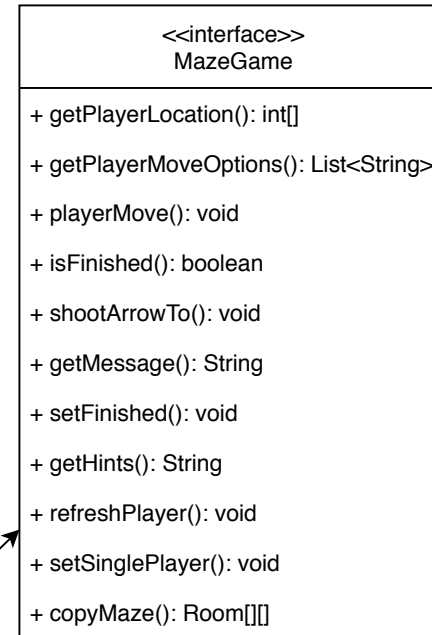 <<interface>>
MazeGame
+ getPlayerLocation(): int[]
+ getPlayerMoveOptions(): List<String>
+ playerMove(): void
+ isFinished(): boolean
+ shootArrowTo(): void
+ getMessage(): String
+ setFinished(): void
+ getHints(): String
+ refreshPlayer(): void
+ setSinglePlayer(): void
+ copyMaze(): Room[][]